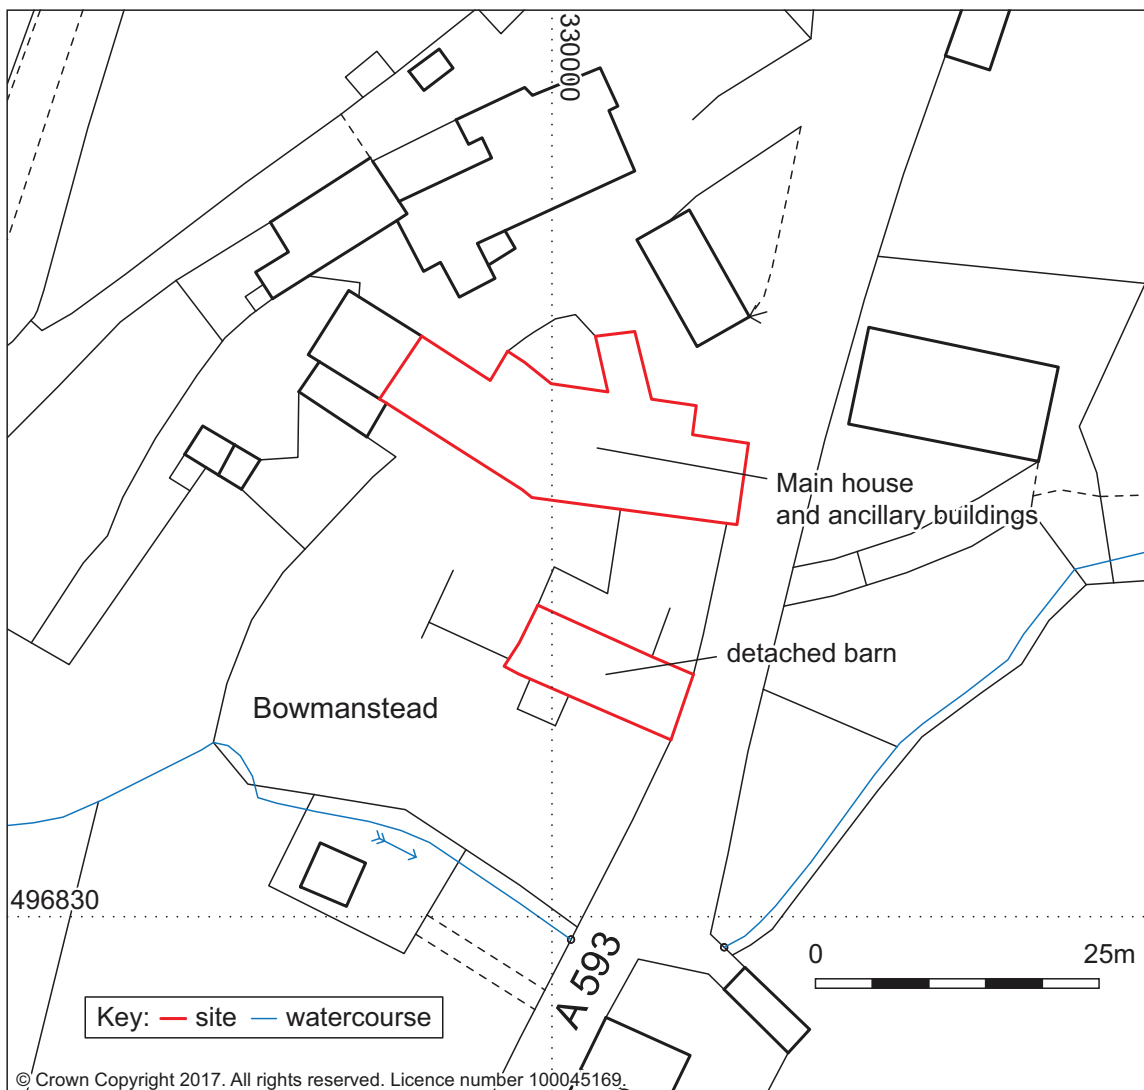 330000
Main house
and ancillary buildings
detached barn
Bowmanstead
496830
A 593
0 25m
Key: site watercourse
© Crown Copyright 2017. All rights reserved. Licence number 100045169.